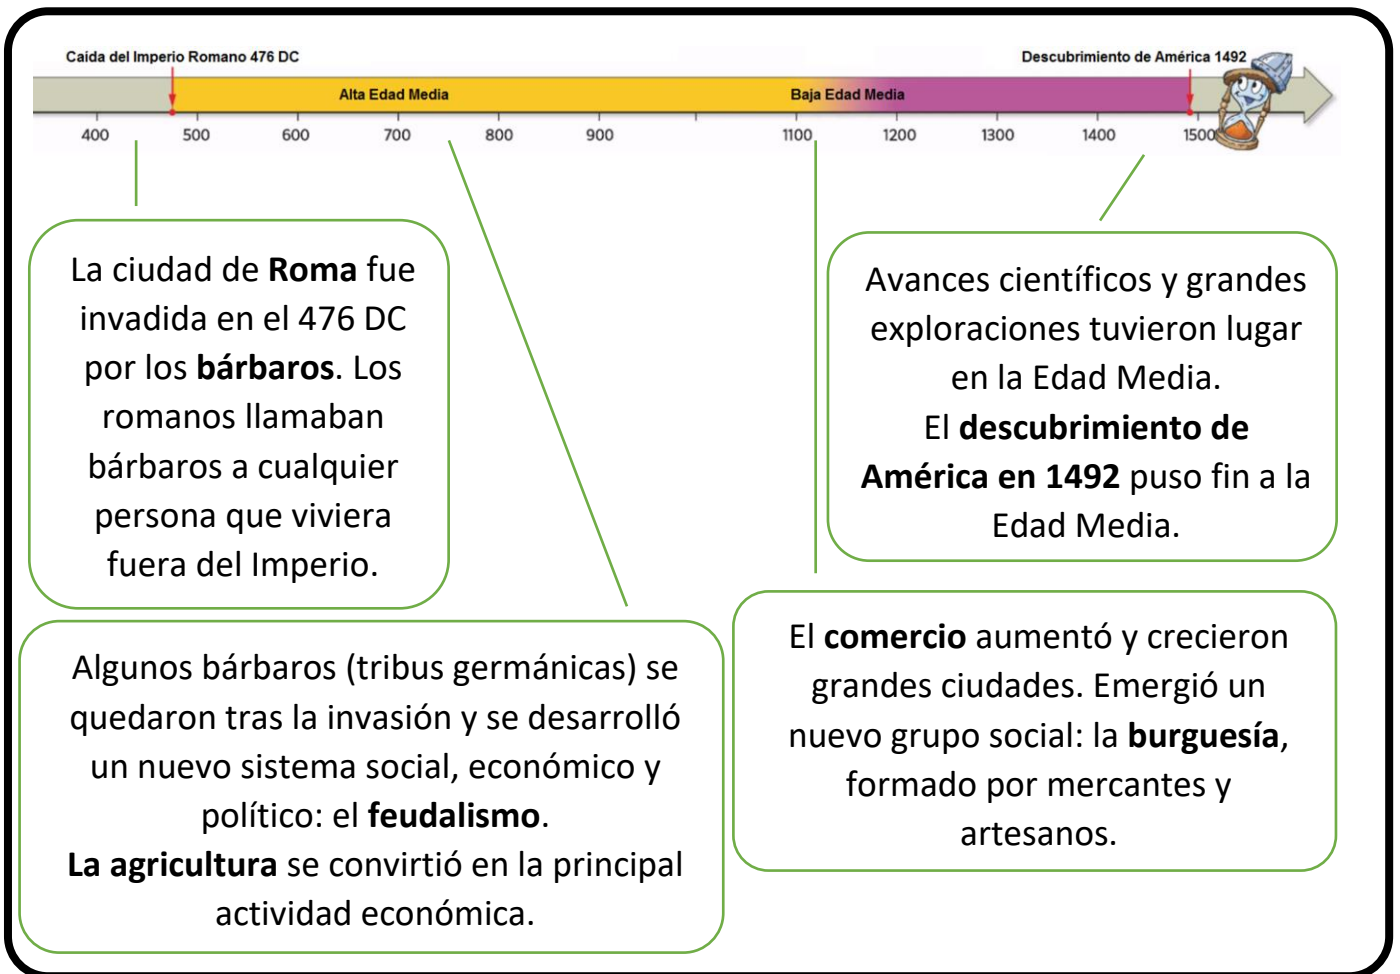 Caída del Imperio Romano 476 DC
Descubrimiento de América 1492
Alta Edad Media
Baja Edad Media
400 500 600 700 800 900 1100 1200 1300 1400 1500
La ciudad de Roma fue
invadida en el 476 DC
por los bárbaros. Los
romanos llamaban
bárbaros a cualquier
persona que viviera
fuera del Imperio.
Avances científicos y grandes
exploraciones tuvieron lugar
en la Edad Media.
El descubrimiento de
América en 1492 puso fin a la
Edad Media.
Algunos bárbaros (tribus germánicas) se
quedaron tras la invasión y se desarrolló
un nuevo sistema social, económico y
político: el feudalismo.
La agricultura se convirtió en la principal
actividad económica.
El comercio aumentó y crecieron
grandes ciudades. Emergió un
nuevo grupo social: la burguesía,
formado por mercantes y
artesanos.